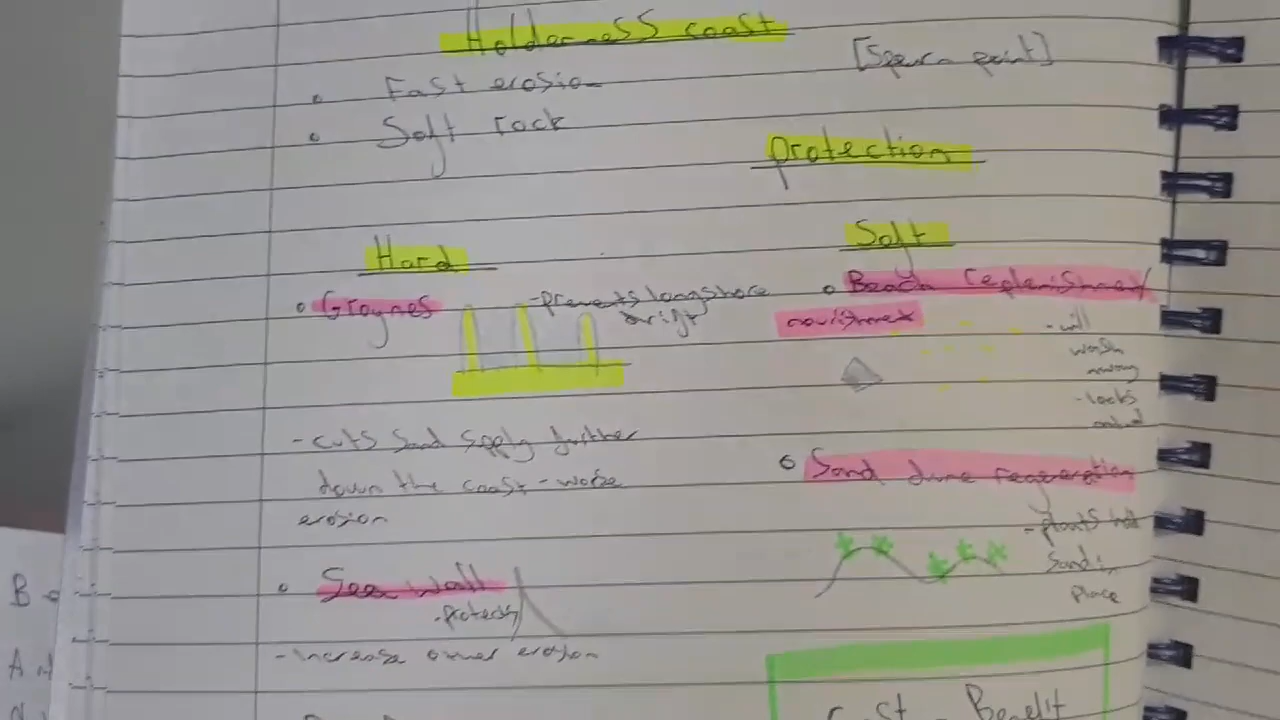 Holderness coast
[Spurn point]
• Fast erosion
• Soft rock
protection
Hard
• Groynes
- prevents longshore
drift
- cuts sand supply further
down the coast - worse
erosion
• Sea wall
- protects
- increase erosion
Soft
• Beach replenishment/
nourishment
- will
wash
away
- looks
• Sand dune regeneration
- plants hold
sand in
place
Cost - Benefit
B
A